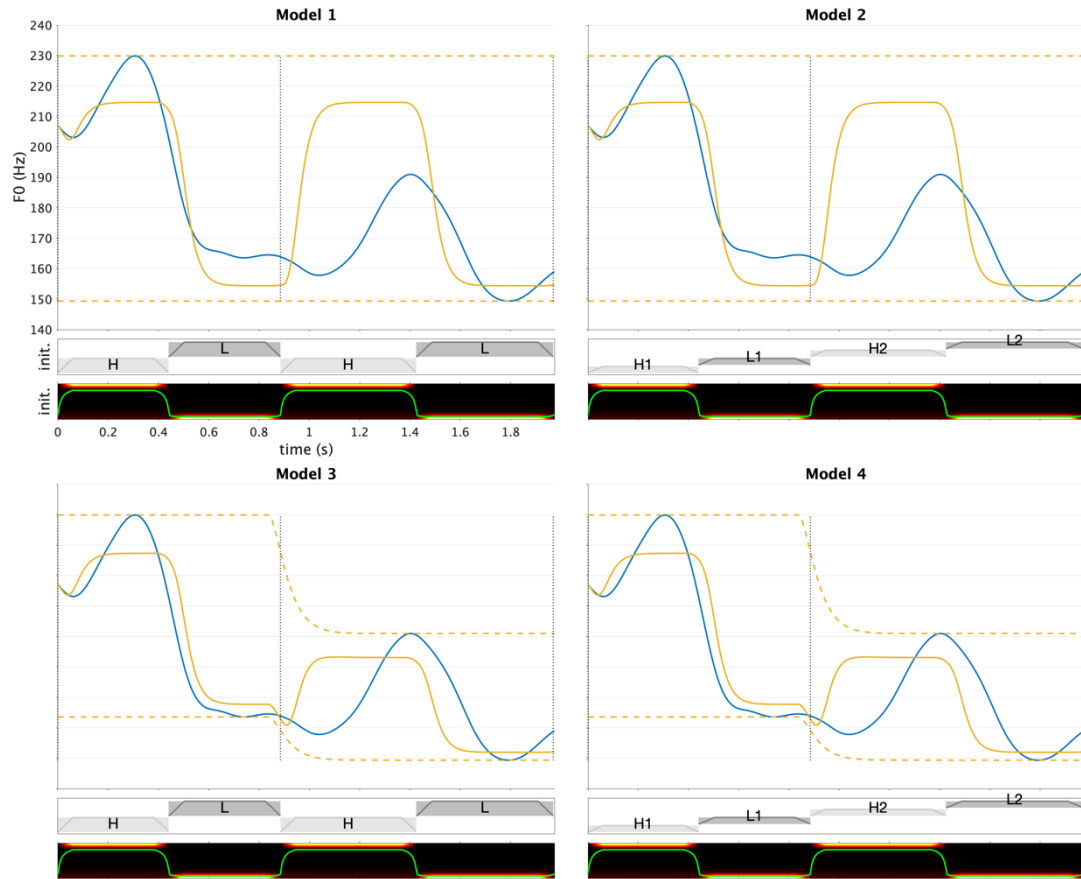 Model 1
240
230
220
210
200
190
180
170
160
150
140
F0 (Hz)
init.
H L H L
init.
0 0.2 0.4 0.6 0.8 1 1.2 1.4 1.6 1.8
time (s)
Model 2
H1 L1 H2 L2
Model 3
H L H L
Model 4
H1 L1 H2 L2